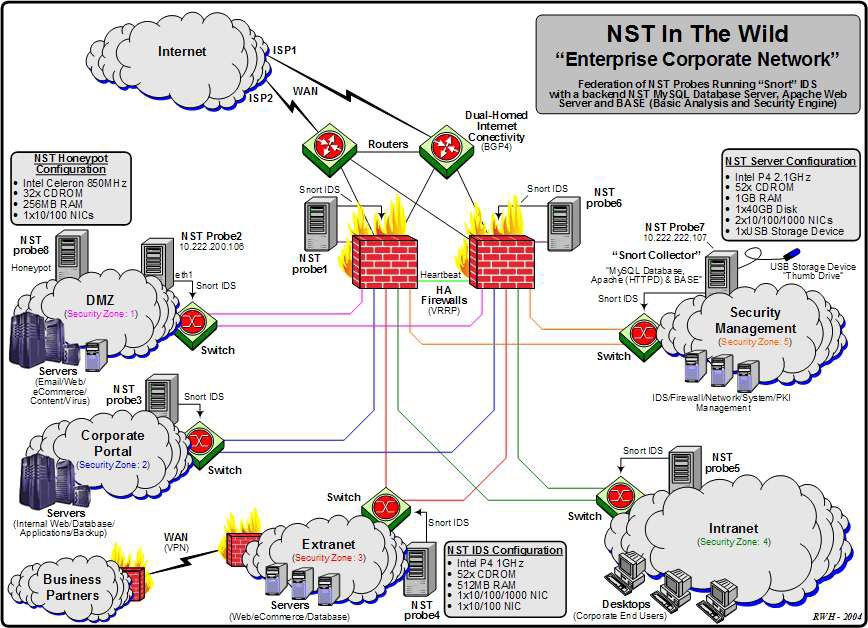 NST In The Wild
“Enterprise Corporate Network”
Federation of NST Probes Running “Snort” IDS
with a backend NST MySQL Database Server, Apache Web
Server and BASE (Basic Analysis and Security Engine)
Internet
ISP1
ISP2
WAN
Dual-Homed
Internet
Conectivity
(BGP4)
Routers
NST Honeypot
Configuration
• Intel Celeron 850MHz
• 32x CDROM
• 256MB RAM
• 1x10/100 NICs
NST Server Configuration
• Intel P4 2.1GHz
• 52x CDROM
• 1GB RAM
• 1x40GB Disk
• 2x10/100/1000 NICs
• 1xUSB Storage Device
Snort IDS
NST
probe1
Snort IDS
NST
probe6
Heartbeat
HA
Firewalls
(VRRP)
NST
probe8
Honeypot
NST Probe2
10.222.200.106
eth1
Snort IDS
DMZ
(Security Zone: 1)
Switch
Servers
(Email/Web/
eCommerce/
Content/Virus)
NST Probe7
10.222.222.107
“Snort Collector”
“MySQL Database,
Apache (HTTPD) & BASE”
USB Storage Device
“Thumb Drive”
Snort IDS
Security
Management
(Security Zone: 5)
Switch
IDS/Firewall/Network/System/PKI
Management
NST
probe3
Snort IDS
Corporate
Portal
(Security Zone: 2)
Switch
Servers
(Internal Web/Database/
Applications/Backup)
Snort IDS
NST
probe5
Switch
Intranet
(Security Zone: 4)
Desktops
(Corporate End Users)
Switch
Snort IDS
Extranet
(Security Zone: 3)
Servers
(Web/eCommerce/Database)
NST
probe4
WAN
(VPN)
Business
Partners
NST IDS Configuration
• Intel P4 1GHz
• 52x CDROM
• 512MB RAM
• 1x10/100/1000 NIC
• 1x10/100 NIC
RWH - 2004